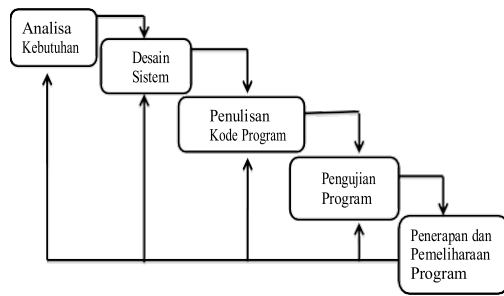 Analisa
Kebutuhan
Desain
Sistem
Penulisan
Kode Program
Pengujian
Program
Penerapan dan
Pemeliharaan
Program